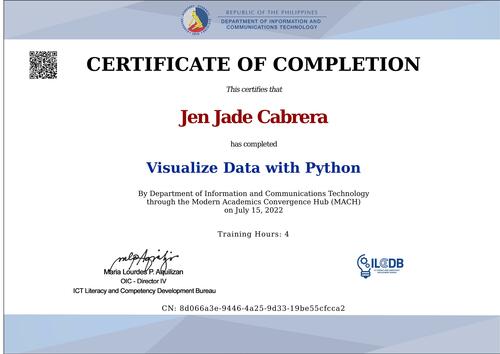 REPUBLIC OF THE PHILIPPINES
DEPARTMENT OF INFORMATION AND
COMMUNICATIONS TECHNOLOGY
CERTIFICATE OF COMPLETION
This certifies that
Jen Jade Cabrera
has completed
Visualize Data with Python
By Department of Information and Communications Technology
through the Modern Academics Convergence Hub (MACH)
on July 15, 2022
Training Hours: 4
Maria Lourdes P. Aquilizan
OIC - Director IV
ICT Literacy and Competency Development Bureau
ILCDB
CN: 8d066a3e-9446-4a25-9d33-19be55cfcca2